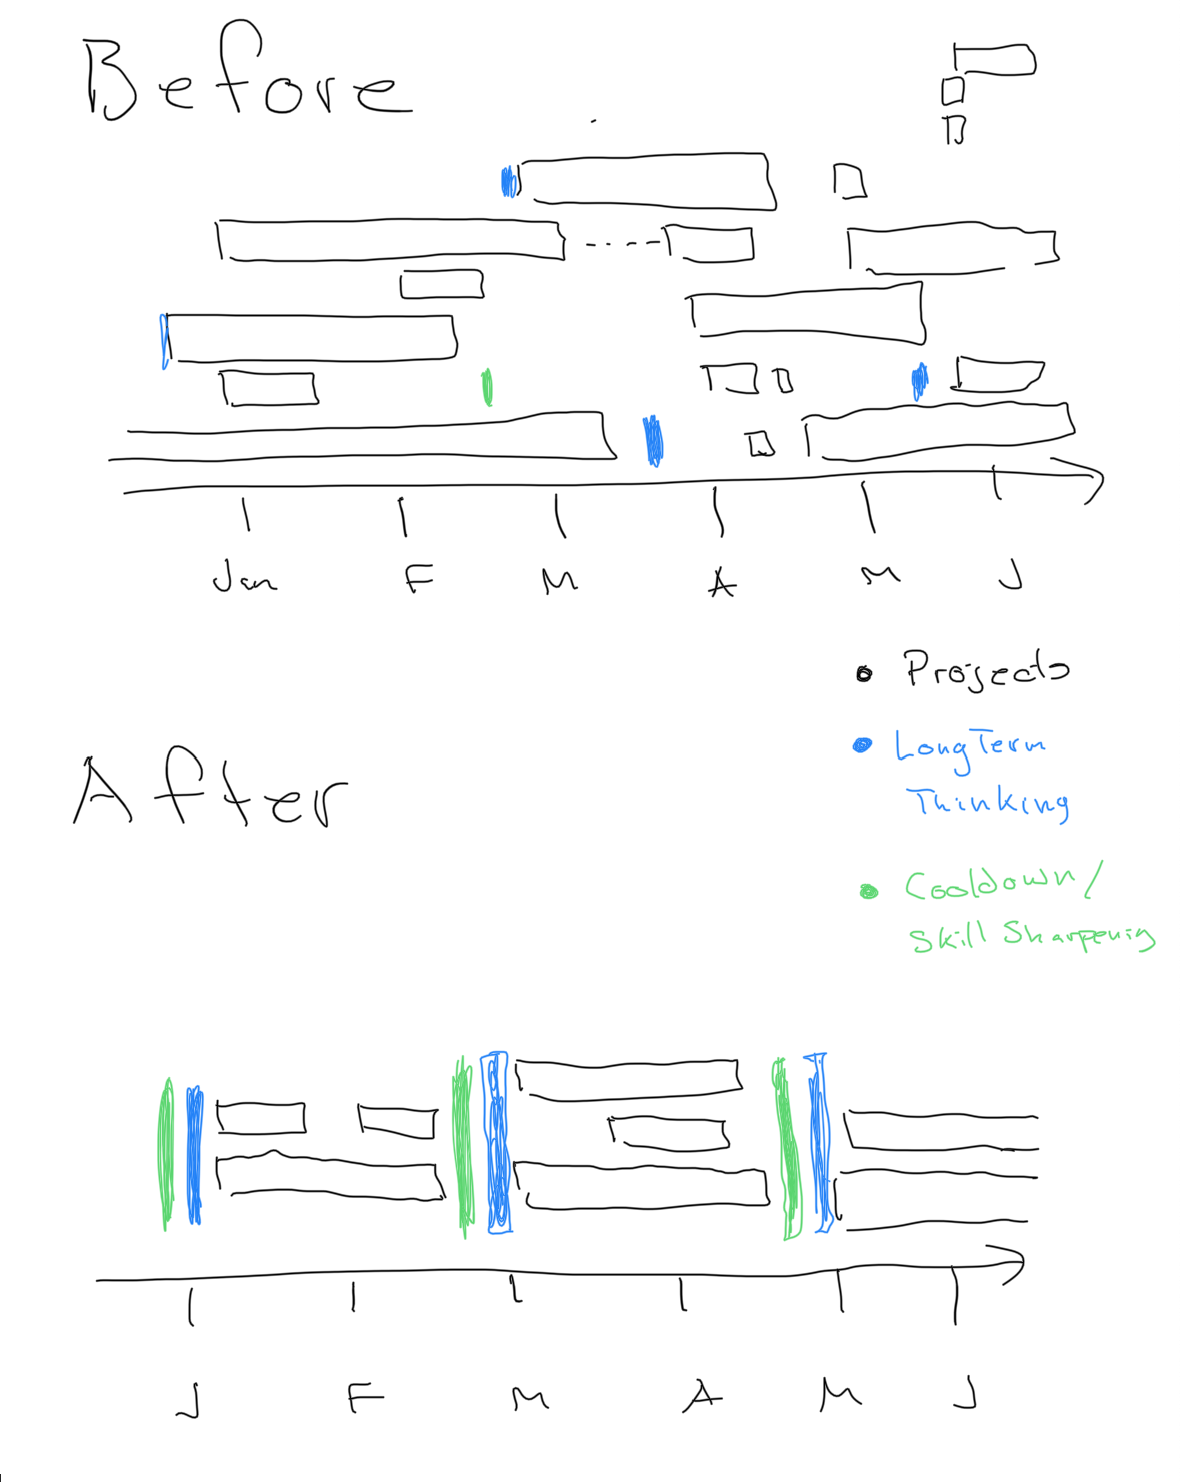 Before
Jan F M A M J
Projects
Long Term
Thinking
After
Cooldown/
Skill Sharpening
J F M A M J